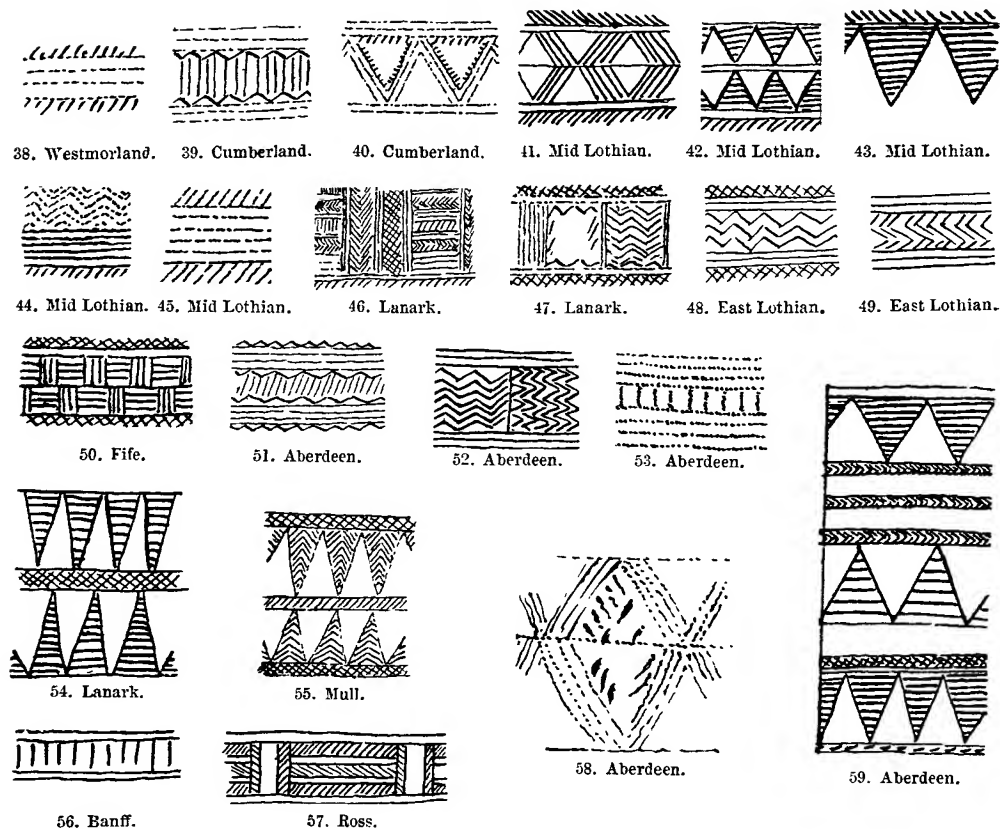 38. Westmorland. 39. Cumberland. 40. Cumberland. 41. Mid Lothian. 42. Mid Lothian. 43. Mid Lothian.
44. Mid Lothian. 45. Mid Lothian. 46. Lanark. 47. Lanark. 48. East Lothian. 49. East Lothian.
50. Fife. 51. Aberdeen. 52. Aberdeen. 53. Aberdeen.
54. Lanark. 55. Mull.
58. Aberdeen. 59. Aberdeen.
56. Banff. 57. Ross.